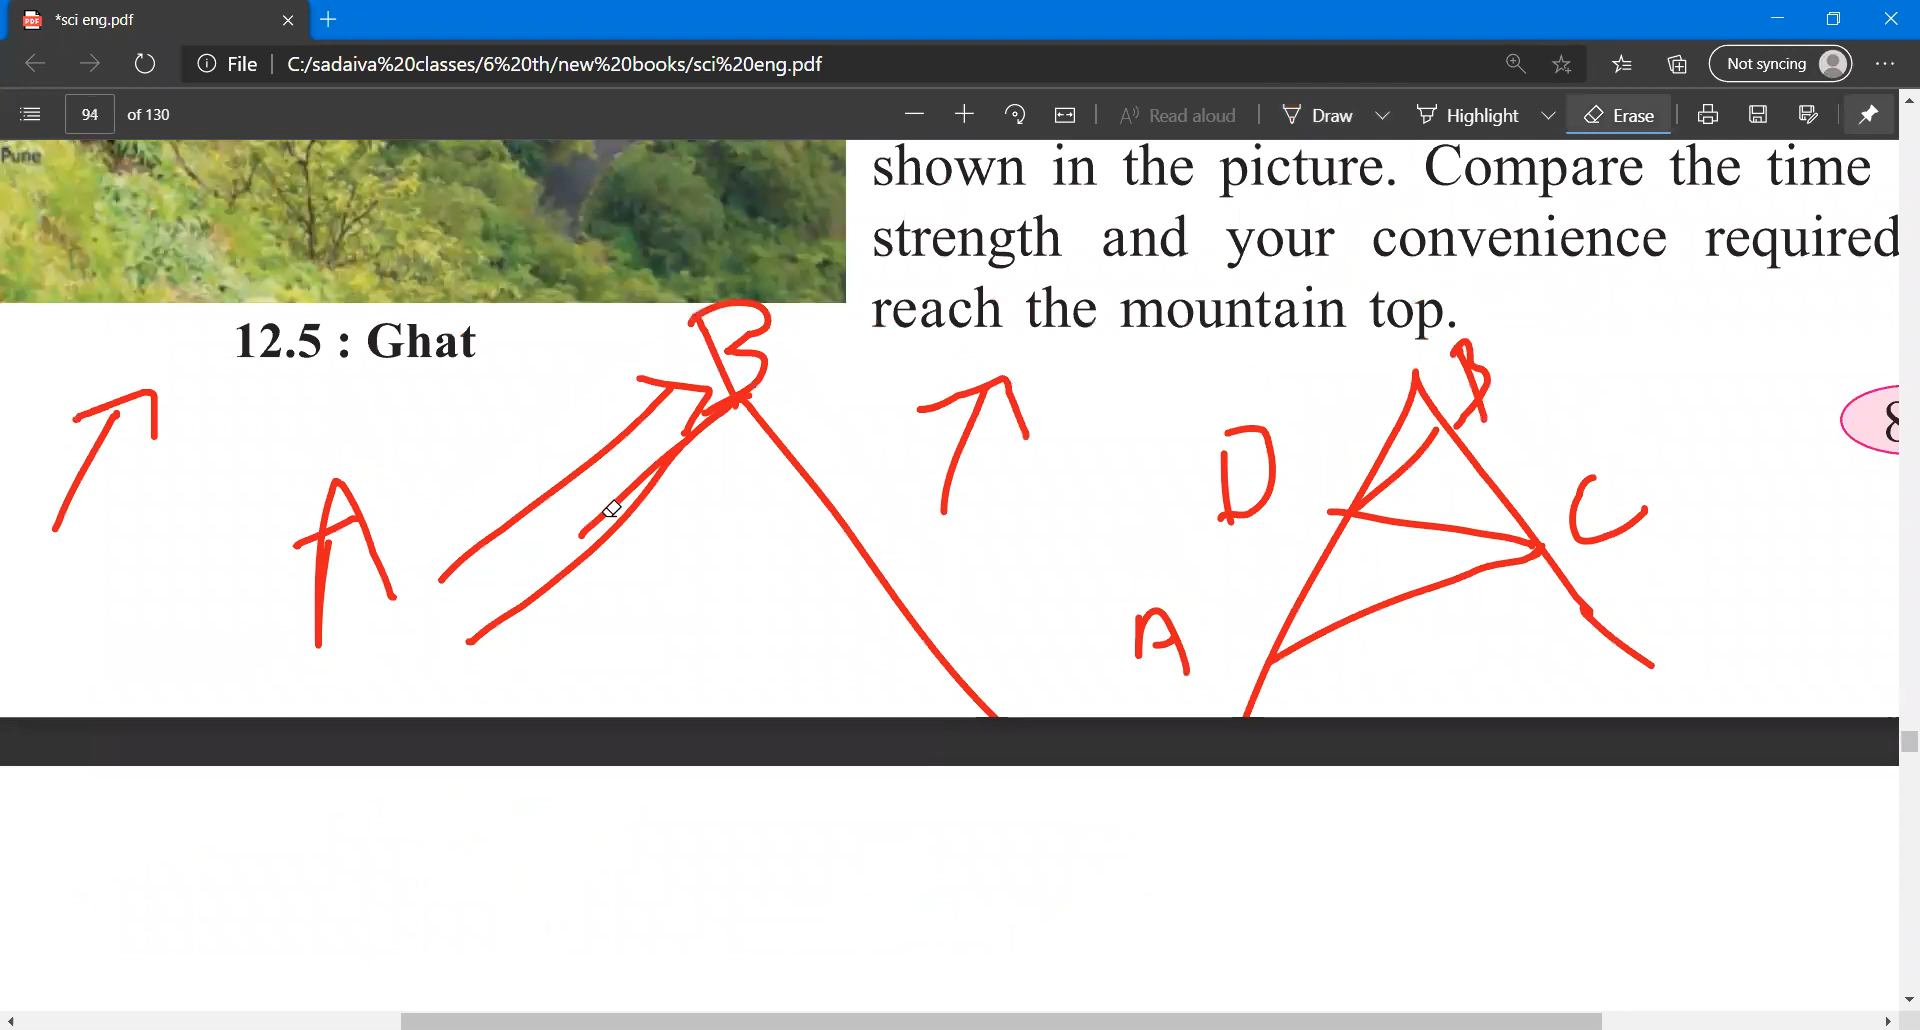 *sci eng.pdf
File
C:/sadaiva%20classes/6%20th/new%20books/sci%20eng.pdf
Not syncing
94 of 130
Read aloud
Draw
Highlight
Erase
Pune
shown in the picture. Compare the time
strength and your convenience required
reach the mountain top.
12.5 : Ghat
B
A
B
D
C
A
8